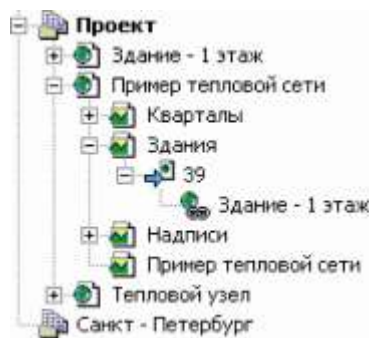 Проект
Здание - 1 этаж
Пример тепловой сети
Кварталы
Здания
39
Здание - 1 этаж
Надписи
Пример тепловой сети
Тепловой узел
Санкт - Петербург